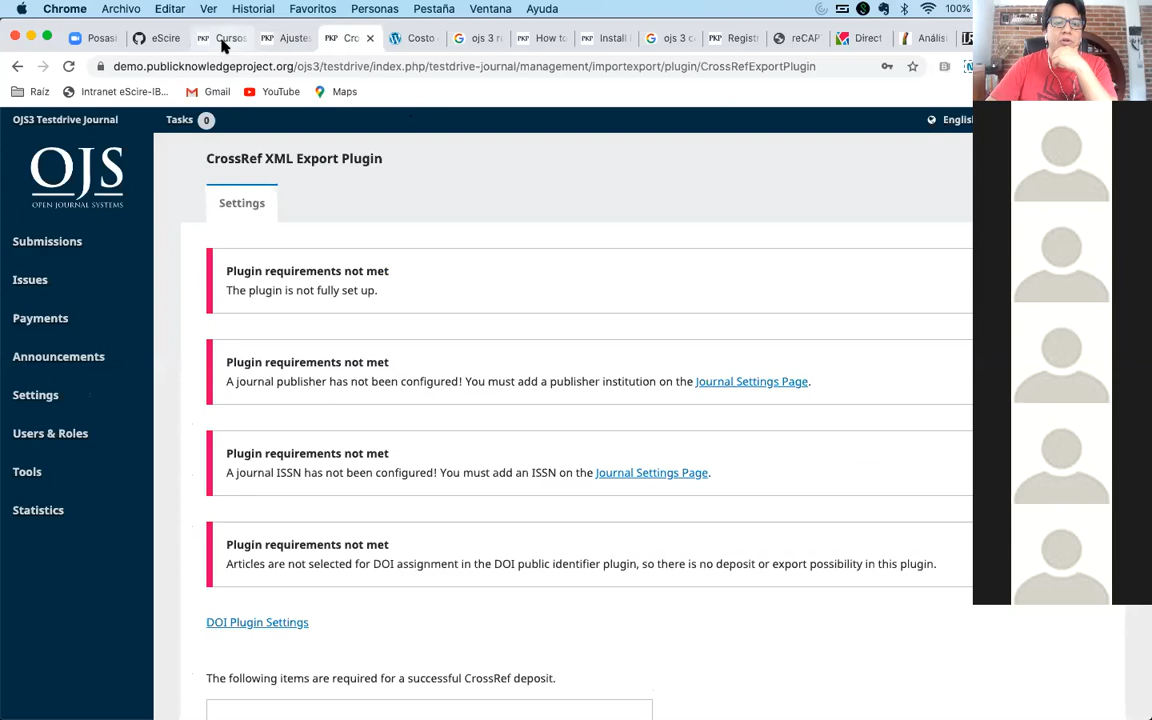 Chrome Archivo Editar Ver Historial Favoritos Personas Pestaña Ventana Ayuda 100%
Posasi eScire Cursos Ajustes Cro Costo ojs 3 r How to Install ojs 3 c Regist reCAP Direct Anális
demo.publicknowledgeproject.org/ojs3/testdrive/index.php/testdrive-journal/management/importexport/plugin/CrossRefExportPlugin
Raíz Intranet eScire-IB... Gmail YouTube Maps
OJS3 Testdrive Journal Tasks 0 English
OJS
OPEN JOURNAL SYSTEMS
Submissions
Issues
Payments
Announcements
Settings
Users & Roles
Tools
Statistics
CrossRef XML Export Plugin
Settings
Plugin requirements not met
The plugin is not fully set up.
Plugin requirements not met
A journal publisher has not been configured! You must add a publisher institution on the Journal Settings Page.
Plugin requirements not met
A journal ISSN has not been configured! You must add an ISSN on the Journal Settings Page.
Plugin requirements not met
Articles are not selected for DOI assignment in the DOI public identifier plugin, so there is no deposit or export possibility in this plugin.
DOI Plugin Settings
The following items are required for a successful CrossRef deposit.